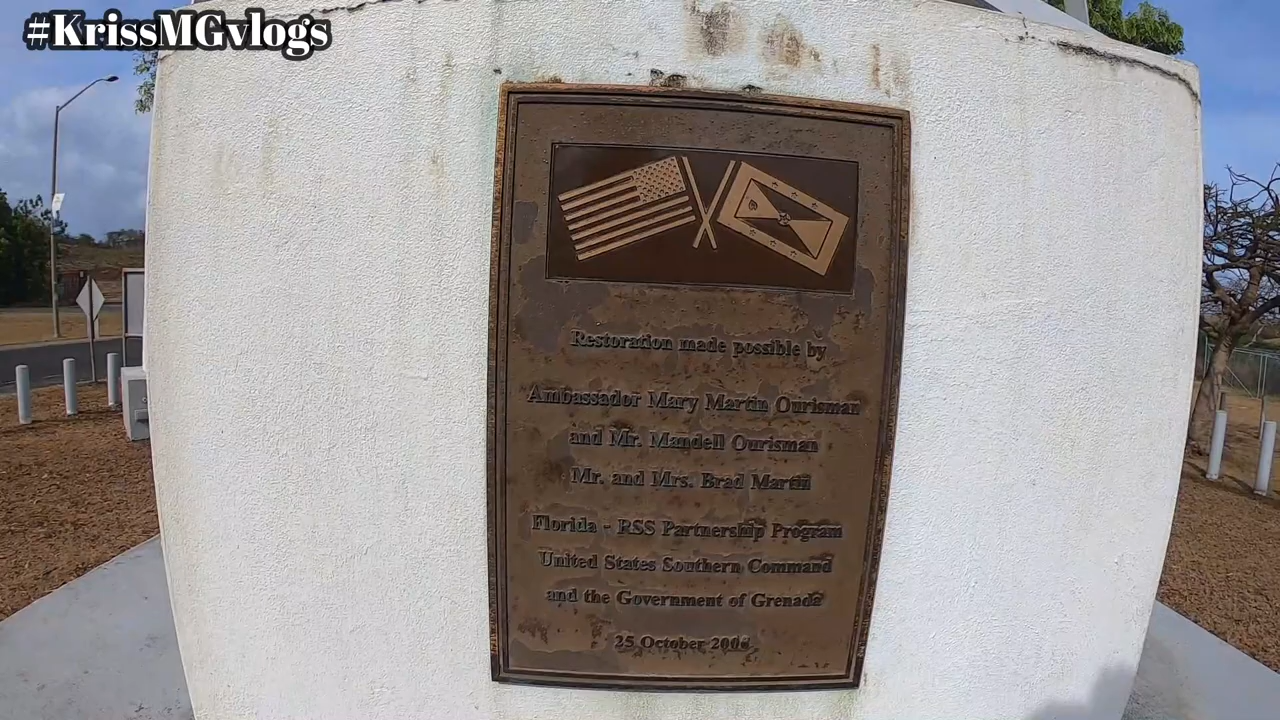 #KrissMGvlogs
Restoration made possible by
Ambassador Mary Martin Ourisman
and Mr. Mandell Ourisman
Mr. and Mrs. Brad Martin
Florida - RSS Partnership Program
United States Southern Command
and the Government of Grenada
25 October